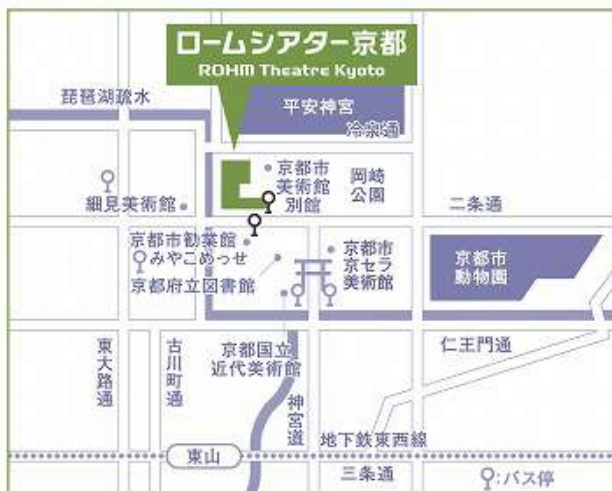 ロームシアター京都
ROHM Theatre Kyoto
琵琶湖疏水
平安神宮
冷泉通
京都市
美術館
別館
岡崎
公園
細見美術館
二条通
京都市勧業館
みやこめっせ
京都府立図書館
京都市
京セラ
美術館
京都市
動物園
東大路通
古川町通
京都国立
近代美術館
神宮道
仁王門通
地下鉄東西線
東山
三条通
:バス停